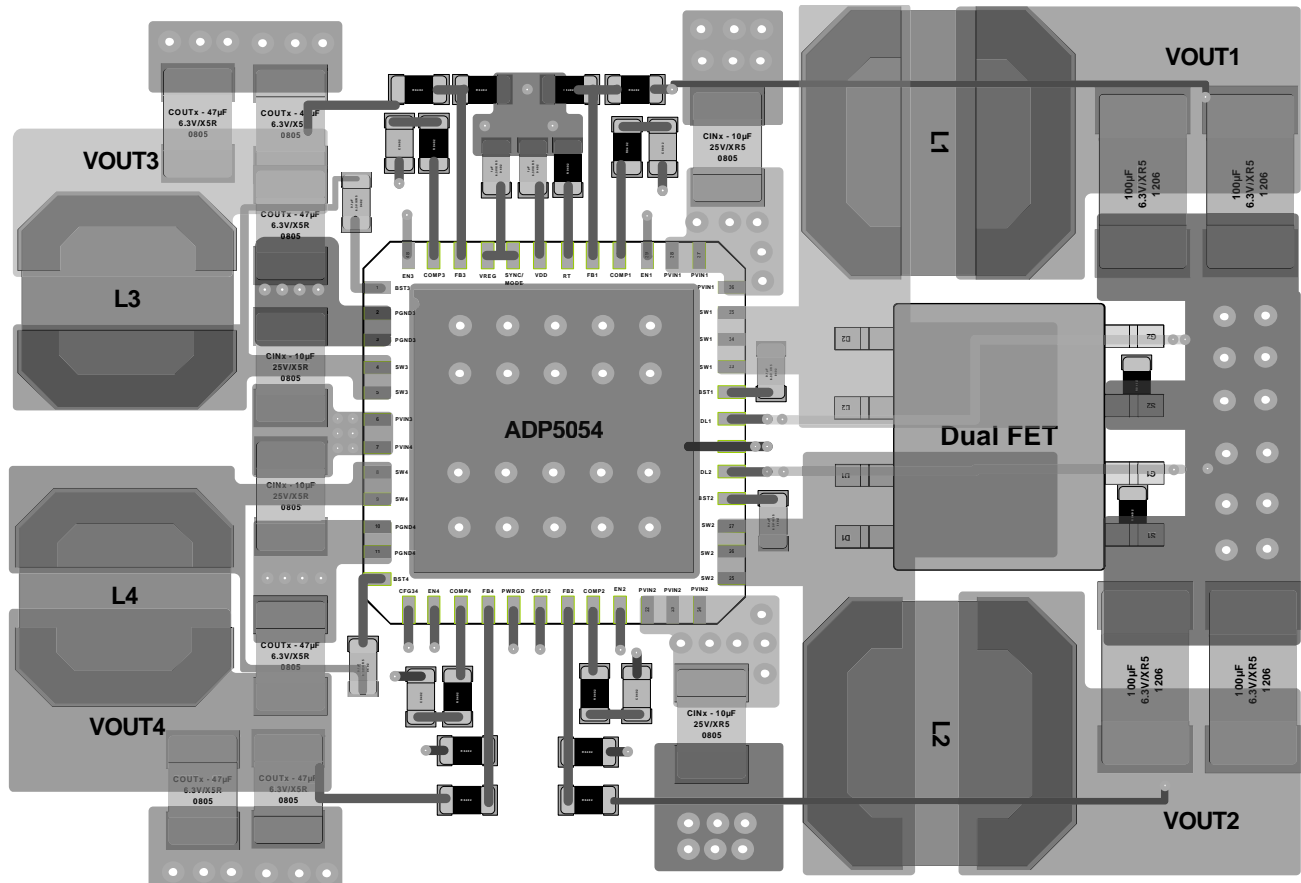 VOUT1
COUTx - 47µF
6.3V/X5R
0805
COUTx - 47µF
6.3V/X5R
0805
CINx - 10µF
25V/XR5
0805
100µF
6.3V/XR5
1206
100µF
6.3V/XR5
1206
L1
VOUT3
COUTx - 47µF
6.3V/X5R
0805
L3
EN3
COMP3
FB3
VREG
SYNC/
MODE
VDD
RT
FB1
COMP1
EN1
PVIN1
PVIN1
BST3
PGND3
PGND3
SW3
SW3
PVIN3
PVIN4
SW4
SW4
PGND4
PGND4
BST4
PVIN1
SW1
SW1
SW1
BST1
DL1
DL2
BST2
SW2
SW2
SW2
CINx - 10µF
25V/X5R
0805
ADP5054
Dual FET
CINx - 10µF
25V/X5R
0805
CFG34
EN4
COMP4
FB4
PWRGD
CFG12
FB2
COMP2
EN2
PVIN2
PVIN2
PVIN2
L4
VOUT4
COUTx - 47µF
6.3V/X5R
0805
CINx - 10µF
25V/XR5
0805
L2
100µF
6.3V/XR5
1206
100µF
6.3V/XR5
1206
COUTx - 47µF
6.3V/X5R
0805
COUTx - 47µF
6.3V/X5R
0805
VOUT2